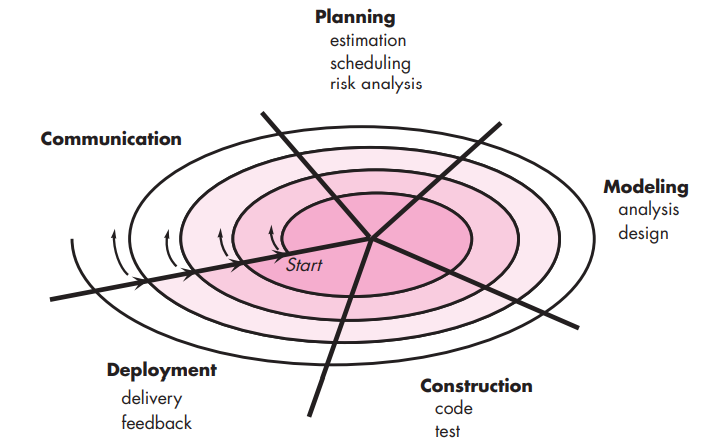 Planning
estimation
scheduling
risk analysis
Communication
Modeling
analysis
design
Start
Deployment
delivery
feedback
Construction
code
test